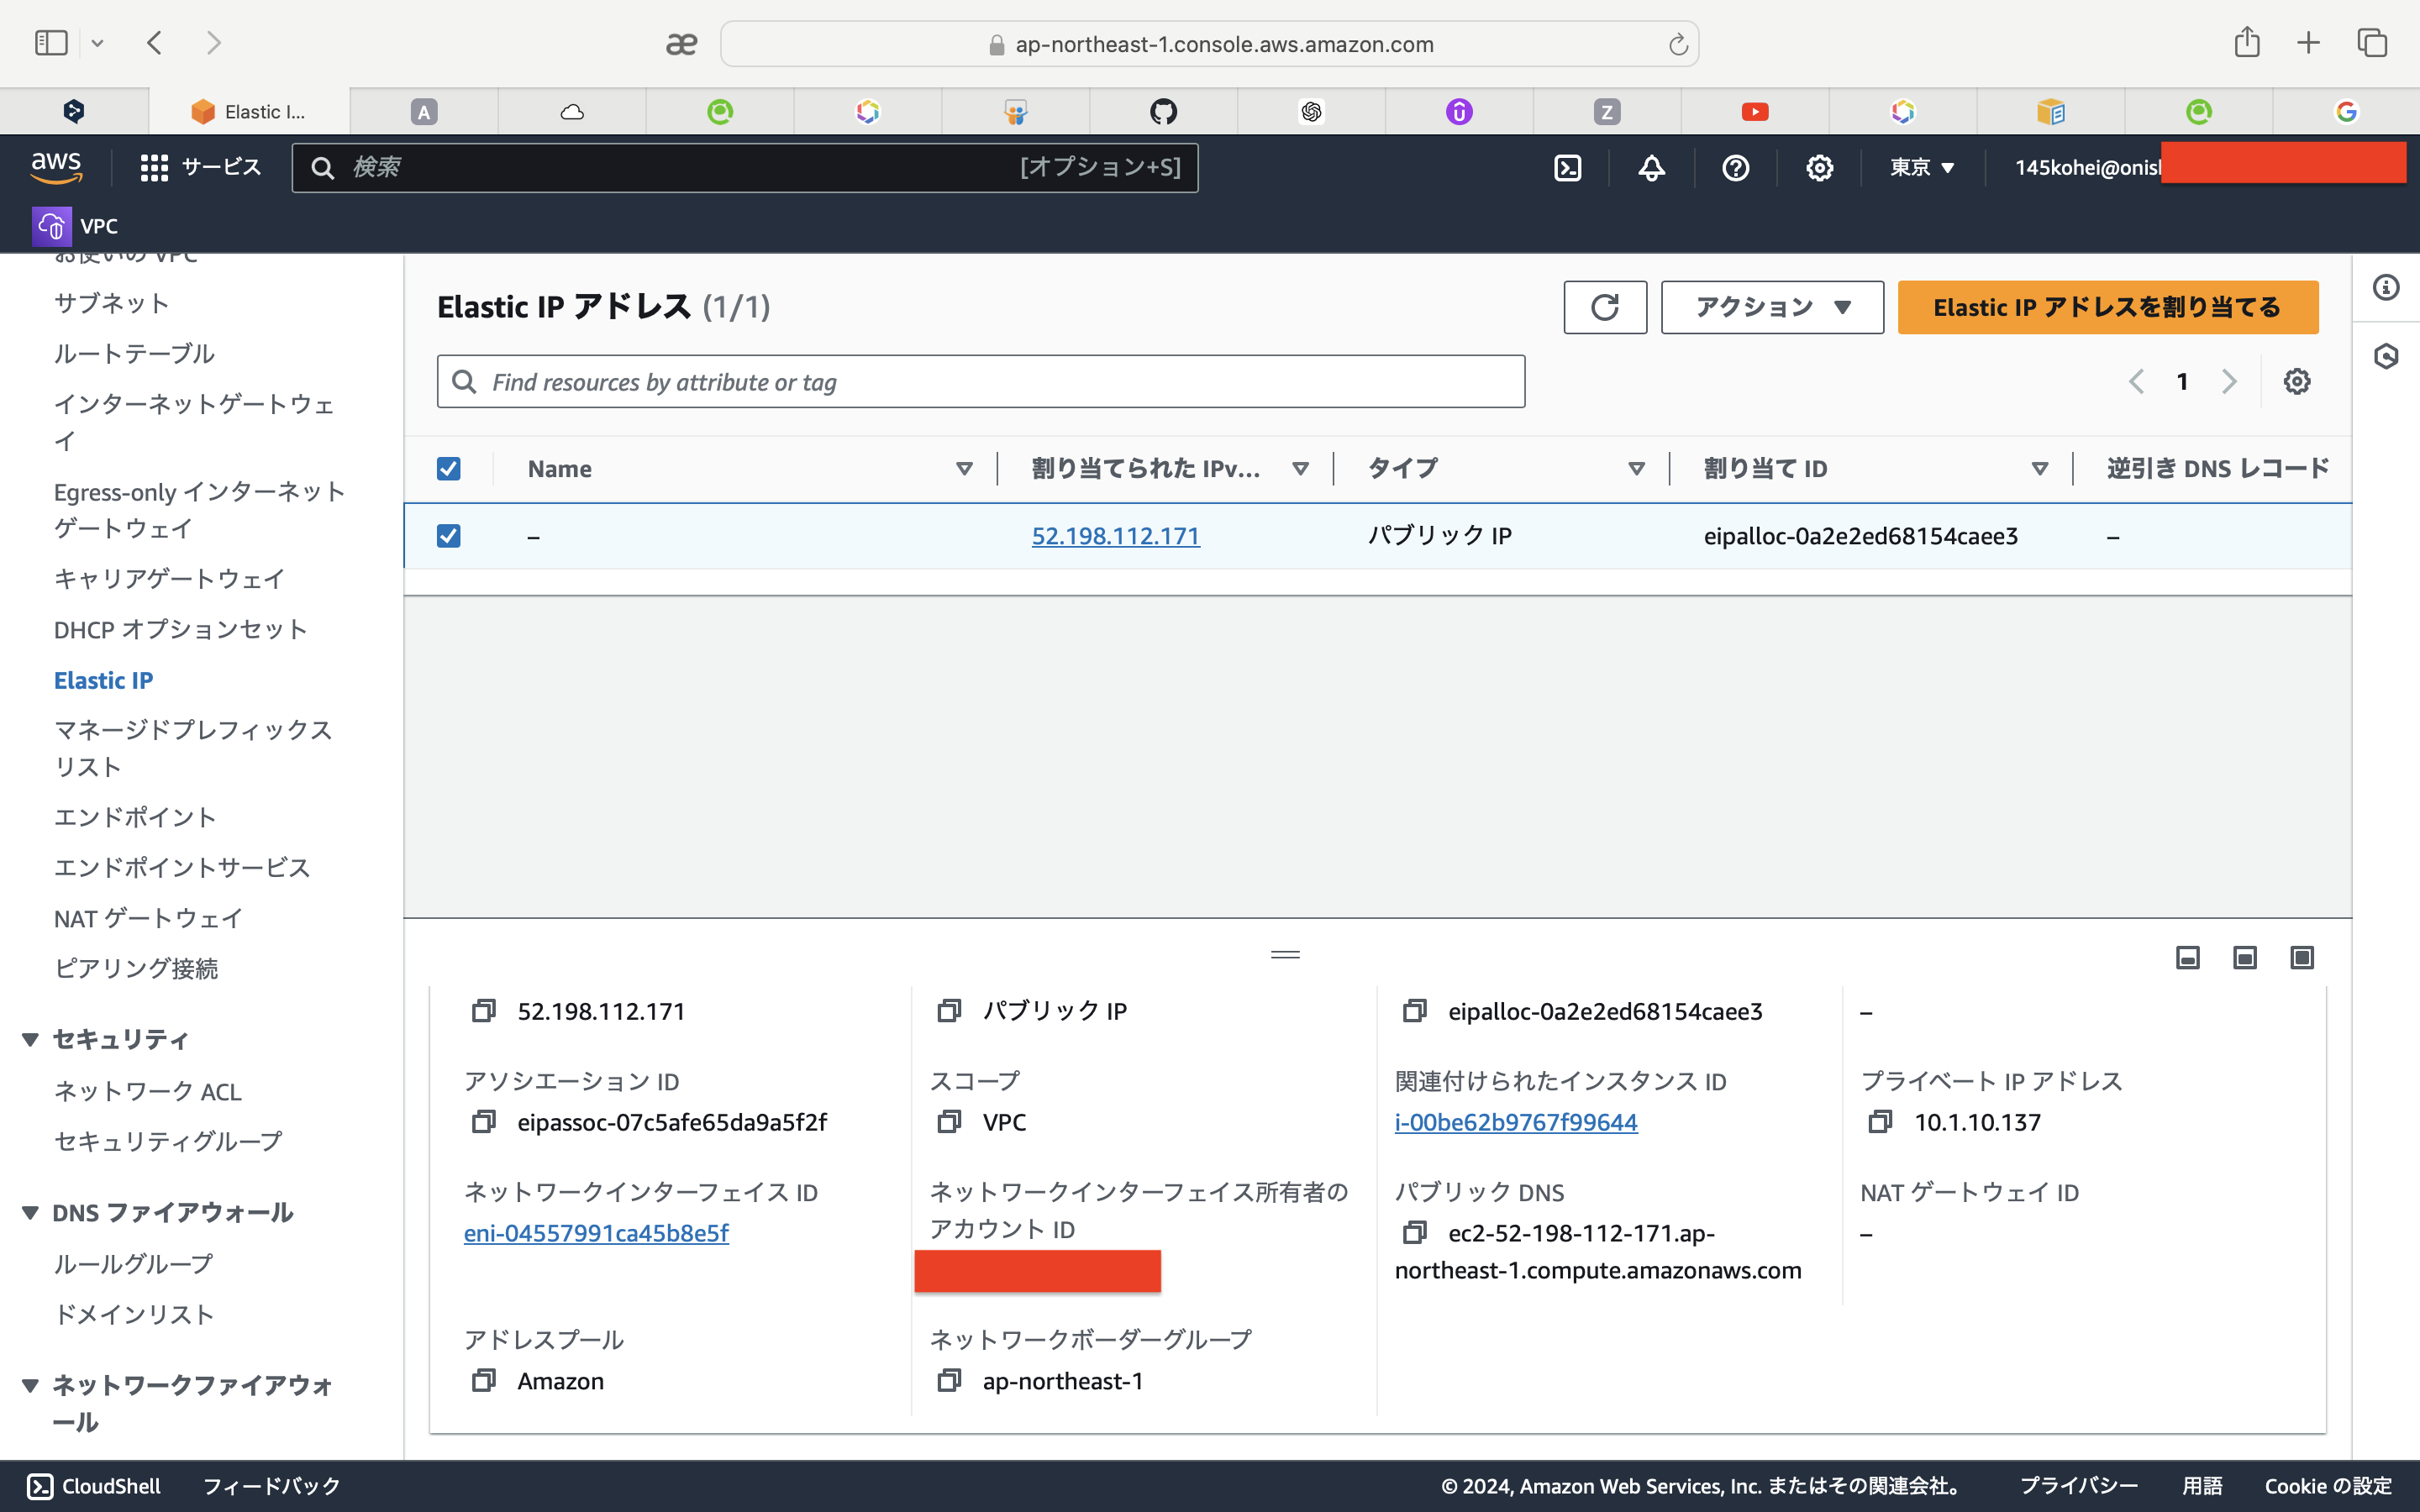 ap-northeast-1.console.aws.amazon.com
Elastic I...
A
Z
aws
サービス
検索
[オプション+S]
東京
145kohei@onish
VPC
お使いの VPC
サブネット
ルートテーブル
インターネットゲートウェ
イ
Egress-only インターネット
ゲートウェイ
キャリアゲートウェイ
DHCP オプションセット
Elastic IP
マネージドプレフィックス
リスト
エンドポイント
エンドポイントサービス
NAT ゲートウェイ
ピアリング接続
セキュリティ
ネットワーク ACL
セキュリティグループ
DNS ファイアウォール
ルールグループ
ドメインリスト
ネットワークファイアウォ
ール
Elastic IP アドレス (1/1)
アクション
Elastic IP アドレスを割り当てる
Find resources by attribute or tag
1
Name
割り当てられた IPv...
タイプ
割り当て ID
逆引き DNS レコード
–
52.198.112.171
パブリック IP
eipalloc-0a2e2ed68154caee3
–
52.198.112.171
パブリック IP
eipalloc-0a2e2ed68154caee3
–
アソシエーション ID
eipassoc-07c5afe65da9a5f2f
スコープ
VPC
関連付けられたインスタンス ID
i-00be62b9767f99644
プライベート IP アドレス
10.1.10.137
ネットワークインターフェイス ID
eni-04557991ca45b8e5f
ネットワークインターフェイス所有者の
アカウント ID
パブリック DNS
ec2-52-198-112-171.ap-
northeast-1.compute.amazonaws.com
NAT ゲートウェイ ID
–
アドレスプール
Amazon
ネットワークボーダーグループ
ap-northeast-1
CloudShell
フィードバック
© 2024, Amazon Web Services, Inc. またはその関連会社。
プライバシー
用語
Cookie の設定